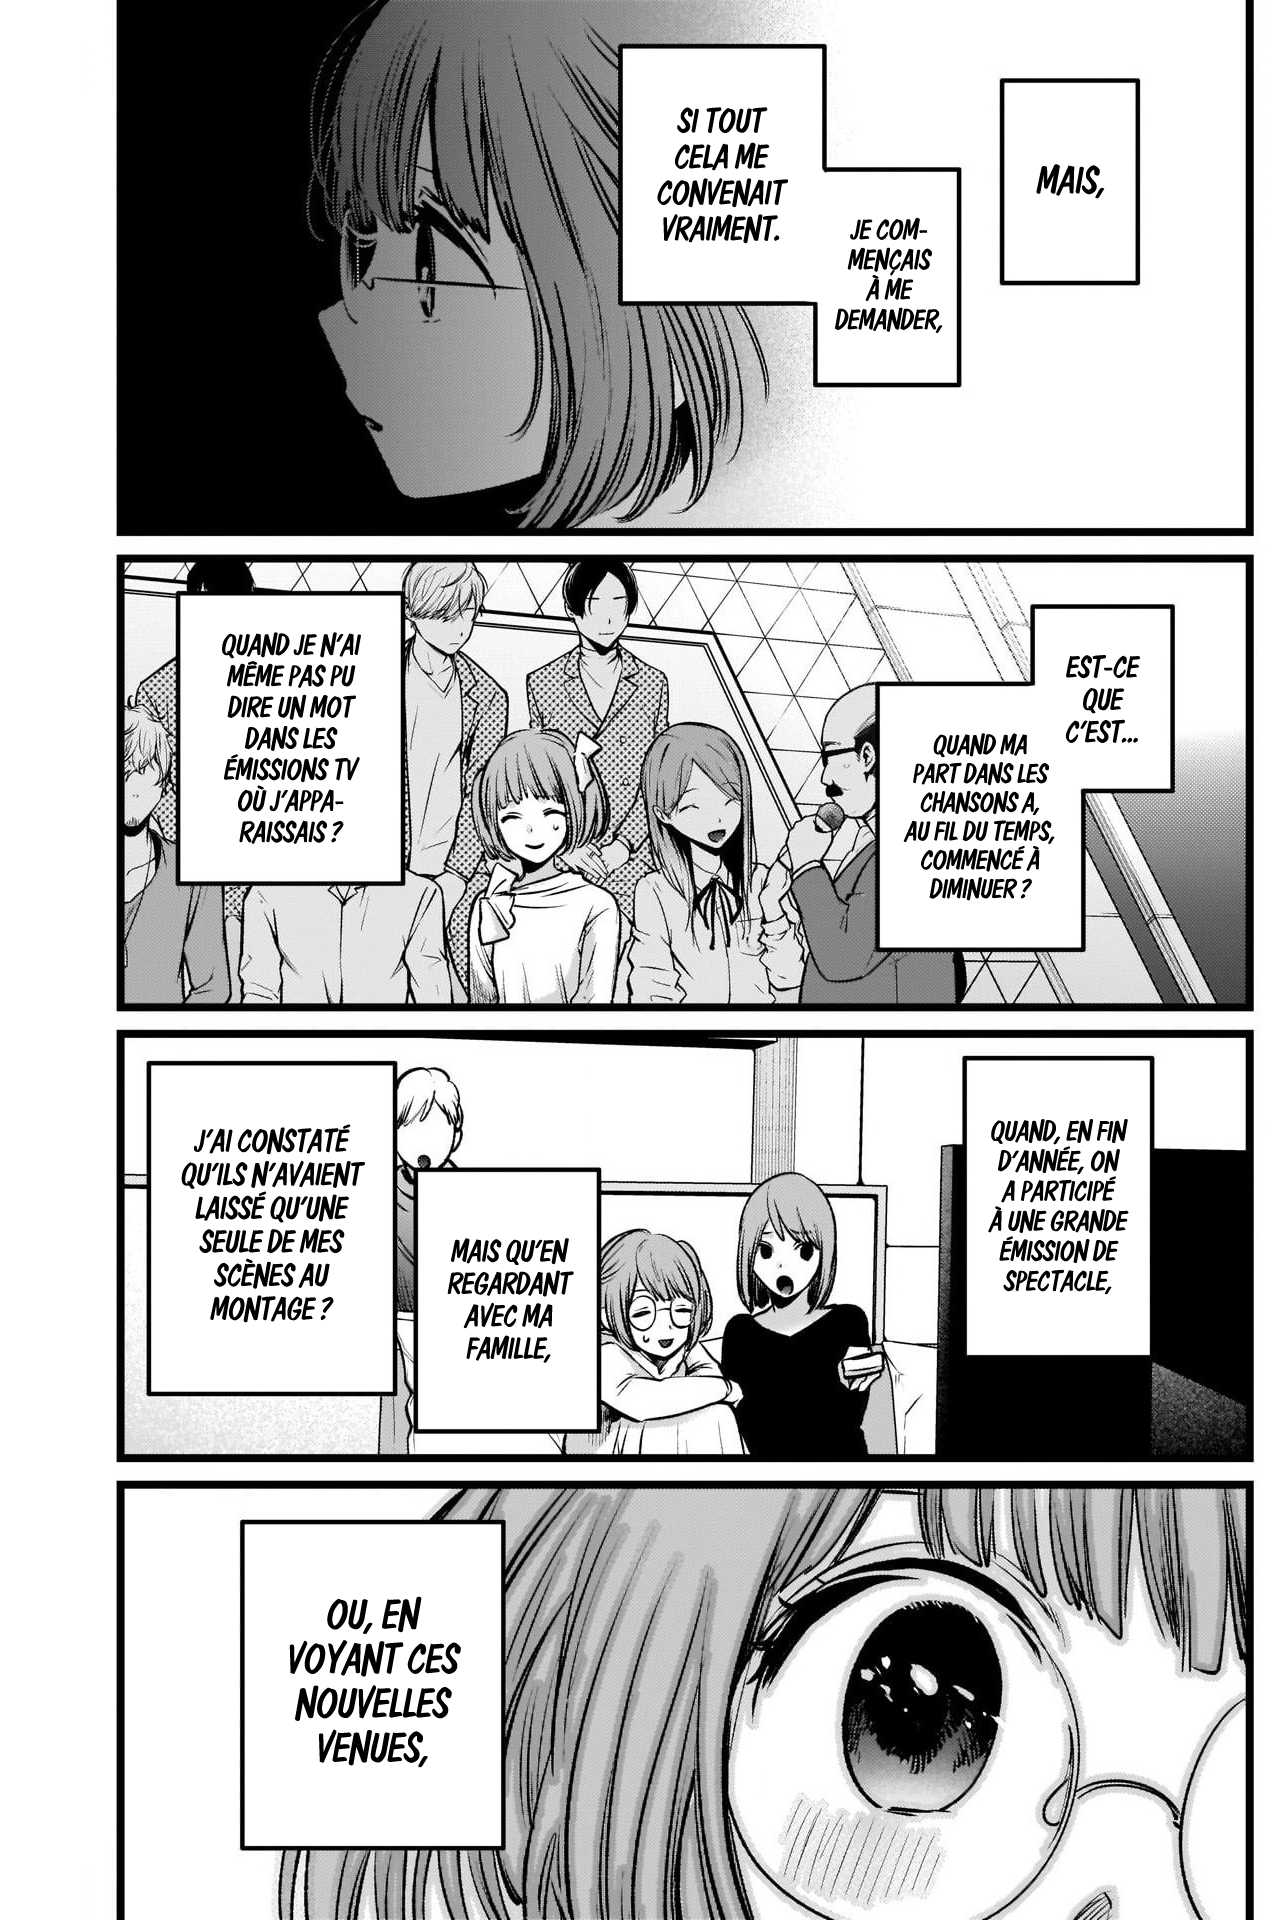 MAIS,
JE COM-
MENÇAIS
À ME
DEMANDER,
SI TOUT
CELA ME
CONVENAIT
VRAIMENT.
EST-CE
QUE
C'EST...
QUAND MA
PART DANS LES
CHANSONS A,
AU FIL DU TEMPS,
COMMENCÉ À
DIMINUER ?
QUAND JE N'AI
MÊME PAS PU
DIRE UN MOT
DANS LES
ÉMISSIONS TV
OÙ J'APPA-
RAISSAIS ?
QUAND, EN FIN
D'ANNÉE, ON
A PARTICIPÉ
À UNE GRANDE
ÉMISSION DE
SPECTACLE,
MAIS QU'EN
REGARDANT
AVEC MA
FAMILLE,
J'AI CONSTATÉ
QU'ILS N'AVAIENT
LAISSÉ QU'UNE
SEULE DE MES
SCÈNES AU
MONTAGE ?
OU, EN
VOYANT CES
NOUVELLES
VENUES,